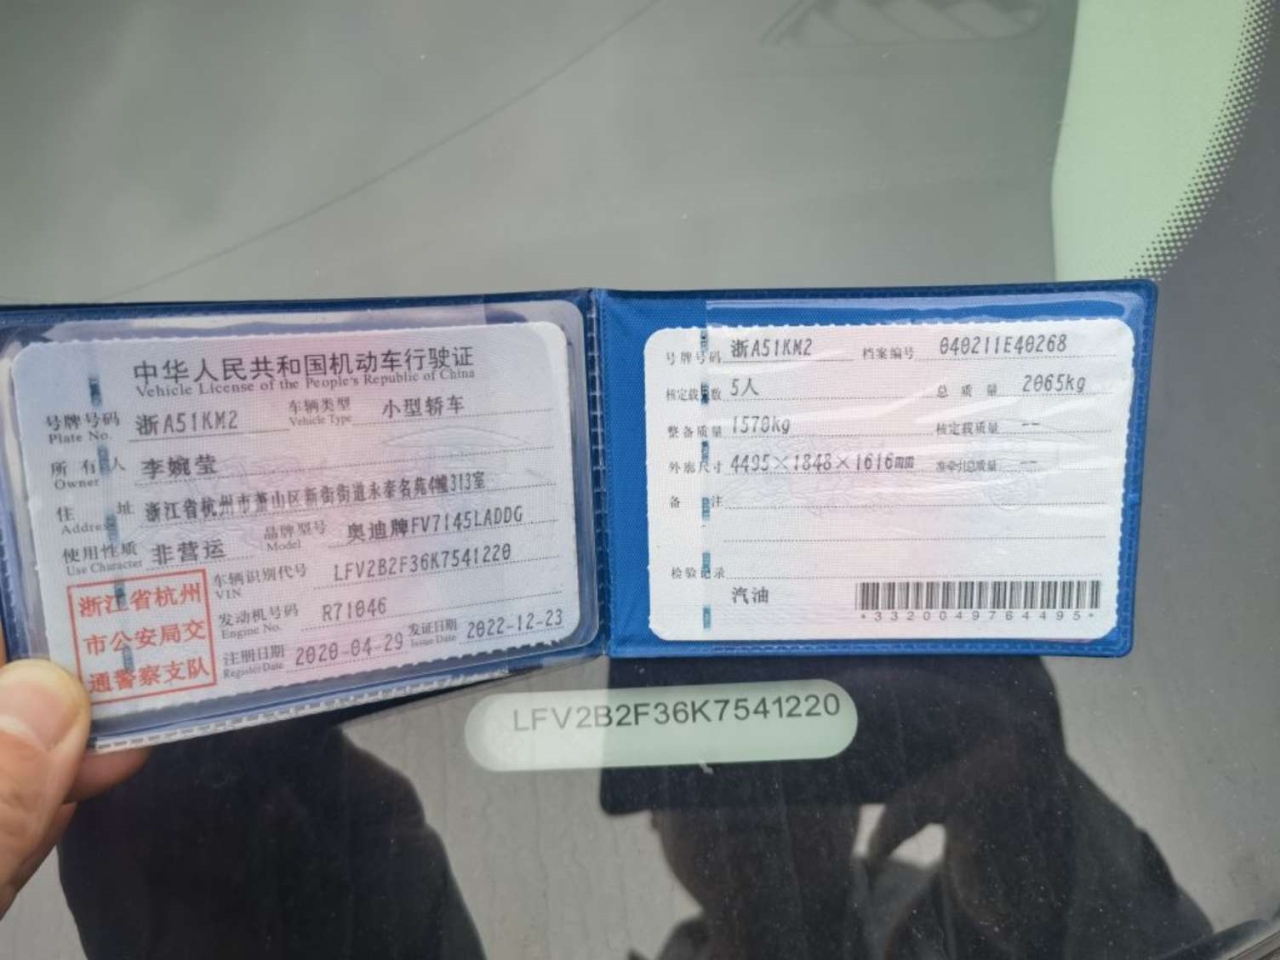 中华人民共和国机动车行驶证
Vehicle License of the People's Republic of China
号牌号码 Plate No. 浙A51KM2 车辆类型 Vehicle Type 小型轿车
所有人 Owner 李婉莹
住址 Address 浙江省杭州市萧山区新街街道永泰名苑4幢313室
使用性质 Use Character 非营运 品牌型号 Model 奥迪牌FV7145LADDG
车辆识别代号 VIN LFV2B2F36K7541220
发动机号码 Engine No. R71046
注册日期 Register Date 2020-04-29 发证日期 Issue Date 2022-12-23
浙江省杭州
市公安局交
通警察支队
号牌号码 浙A51KM2 档案编号 040211E40268
核定载人数 5人 总质量 2065kg
整备质量 1570kg 核定载质量 --
外廓尺寸 4495×1848×1616mm 准牵引总质量 --
备注
检验记录
汽油
*3320049764495*
LFV2B2F36K7541220